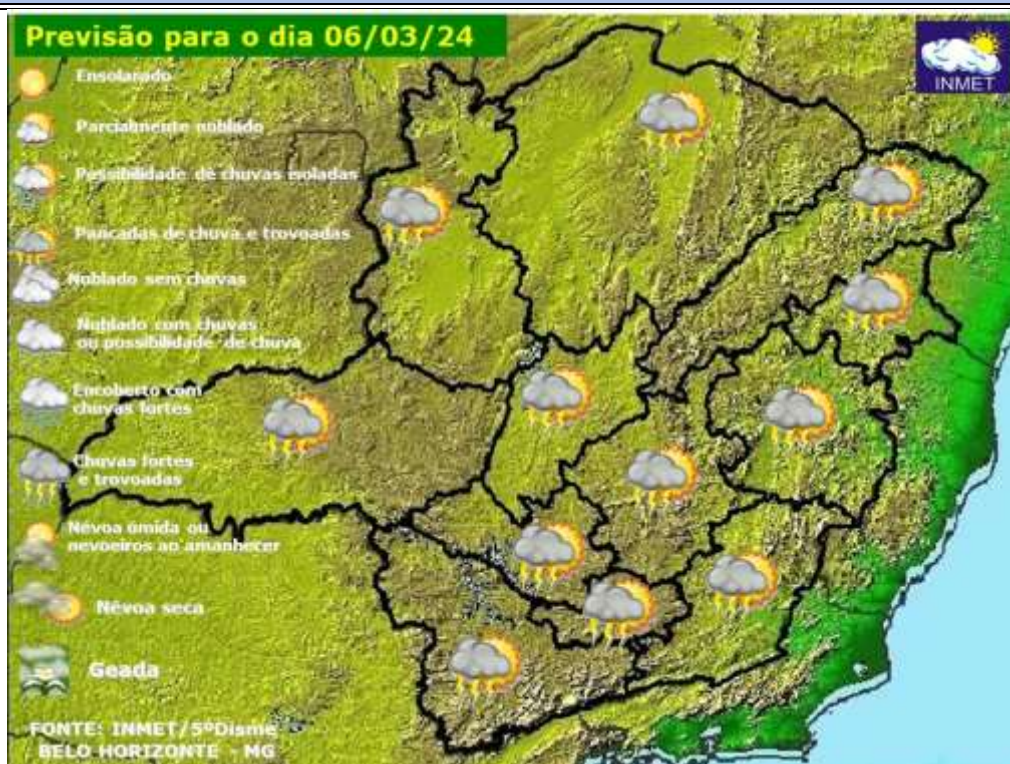 Previsão para o dia 06/03/24
INMET
Ensolarado
Parcialmente nublado
Possibilidade de chuvas isoladas
Pancadas de chuva e trovoadas
Nublado sem chuvas
Nublado com chuvas
ou possibilidade de chuva
Encoberto com
chuvas fortes
Chuvas fortes
e trovoadas
Névoa úmida ou
nevoeiros ao amanhecer
Névoa seca
Geada
FONTE: INMET/5ºDisme
BELO HORIZONTE - MG